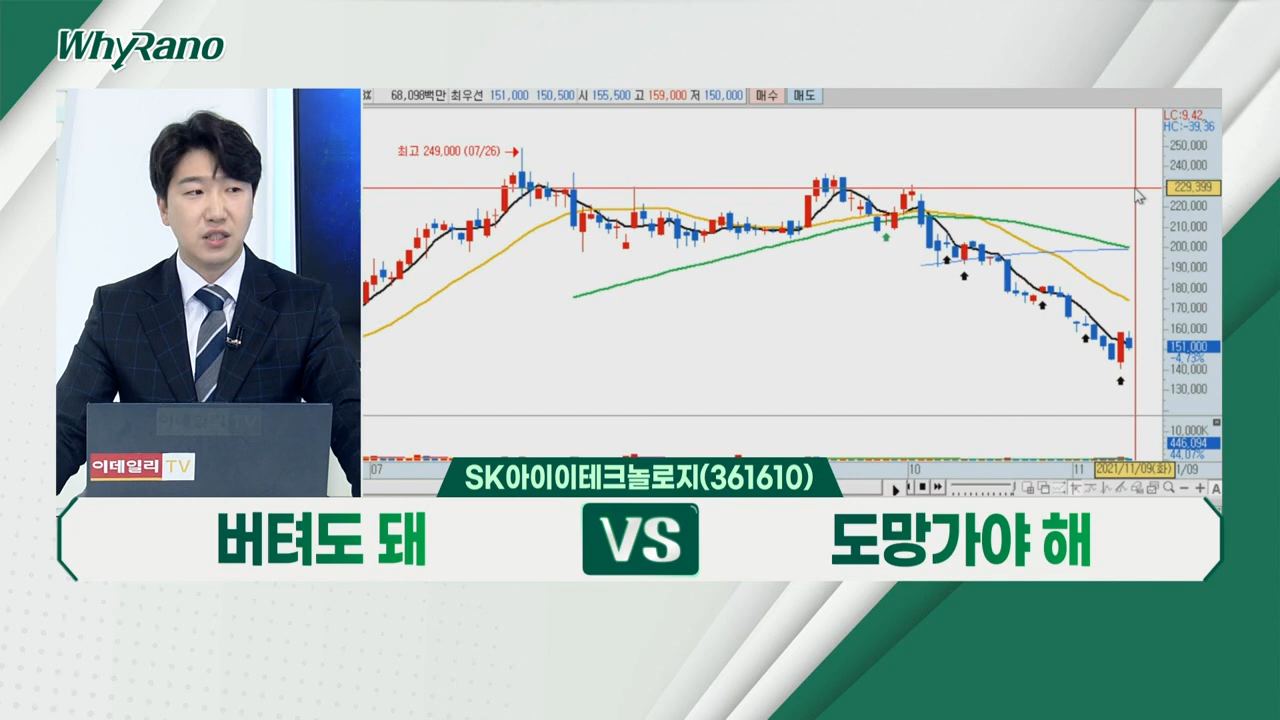 WhyRano
68,098백만 최우선 151,000 150,500 시 155,500 고 159,000 저 150,000 매수 매도
LC:9.42
HC:-39.36
최고 249,000 (07/26)
250,000
240,000
229,399
220,000
210,000
200,000
190,000
180,000
170,000
160,000
151,000
-4.73%
140,000
130,000
10,000K
446,094
44.07%
07
10
11
2021/11/09(화)
1/09
A
이데일리 TV
SK아이이테크놀로지(361610)
버텨도 돼
VS
도망가야 해